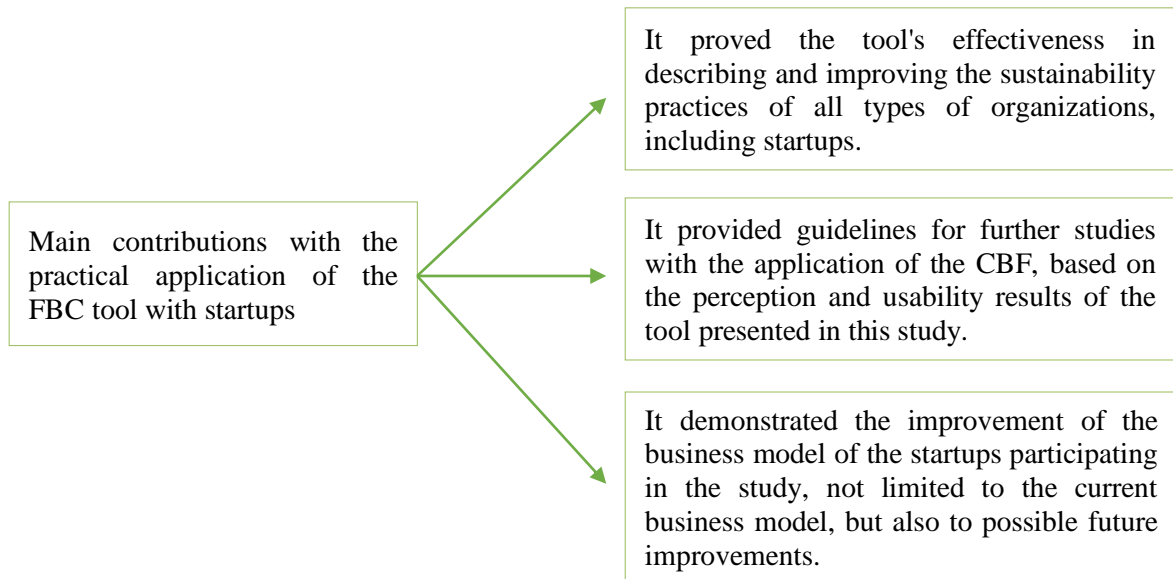 Main contributions with the
practical application of the
FBC tool with startups
It proved the tool's effectiveness in
describing and improving the sustainability
practices of all types of organizations,
including startups.
It provided guidelines for further studies
with the application of the CBF, based on
the perception and usability results of the
tool presented in this study.
It demonstrated the improvement of the
business model of the startups participating
in the study, not limited to the current
business model, but also to possible future
improvements.